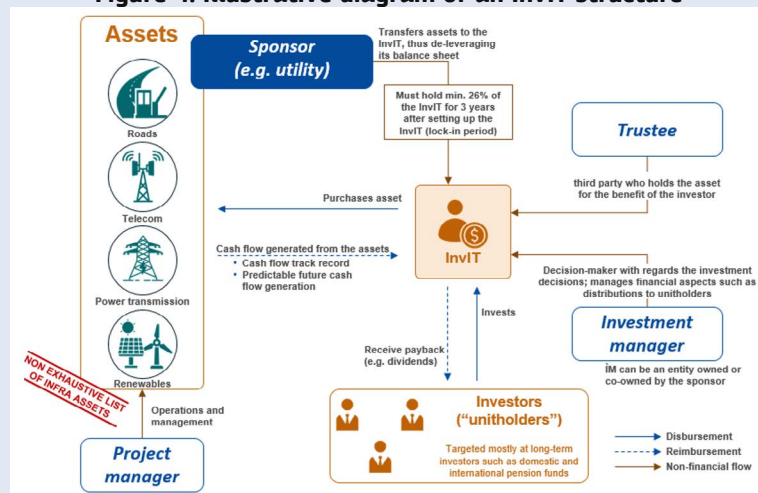 Figure 4: Illustrative diagram of an InvIT structure
Assets
Roads
Telecom
Power transmission
Renewables
NON EXHAUSTIVE LIST
OF INFRA ASSETS
Operations and
management
Project
manager
Sponsor
(e.g. utility)
Transfers assets to the
InvIT, thus de-leveraging
its balance sheet
Must hold min. 26% of
the InvIT for 3 years
after setting up the
InvIT (lock-in period)
Trustee
third party who holds the asset
for the benefit of the investor
Purchases asset
Cash flow generated from the assets
• Cash flow track record
• Predictable future cash
flow generation
InvIT
Decision-maker with regards the investment
decisions; manages financial aspects such as
distributions to unitholders
Investment
manager
IM can be an entity owned or
co-owned by the sponsor
Invests
Receive payback
(e.g. dividends)
Investors
(“unitholders”)
Targeted mostly at long-term
investors such as domestic and
international pension funds
Disbursement
Reimbursement
Non-financial flow